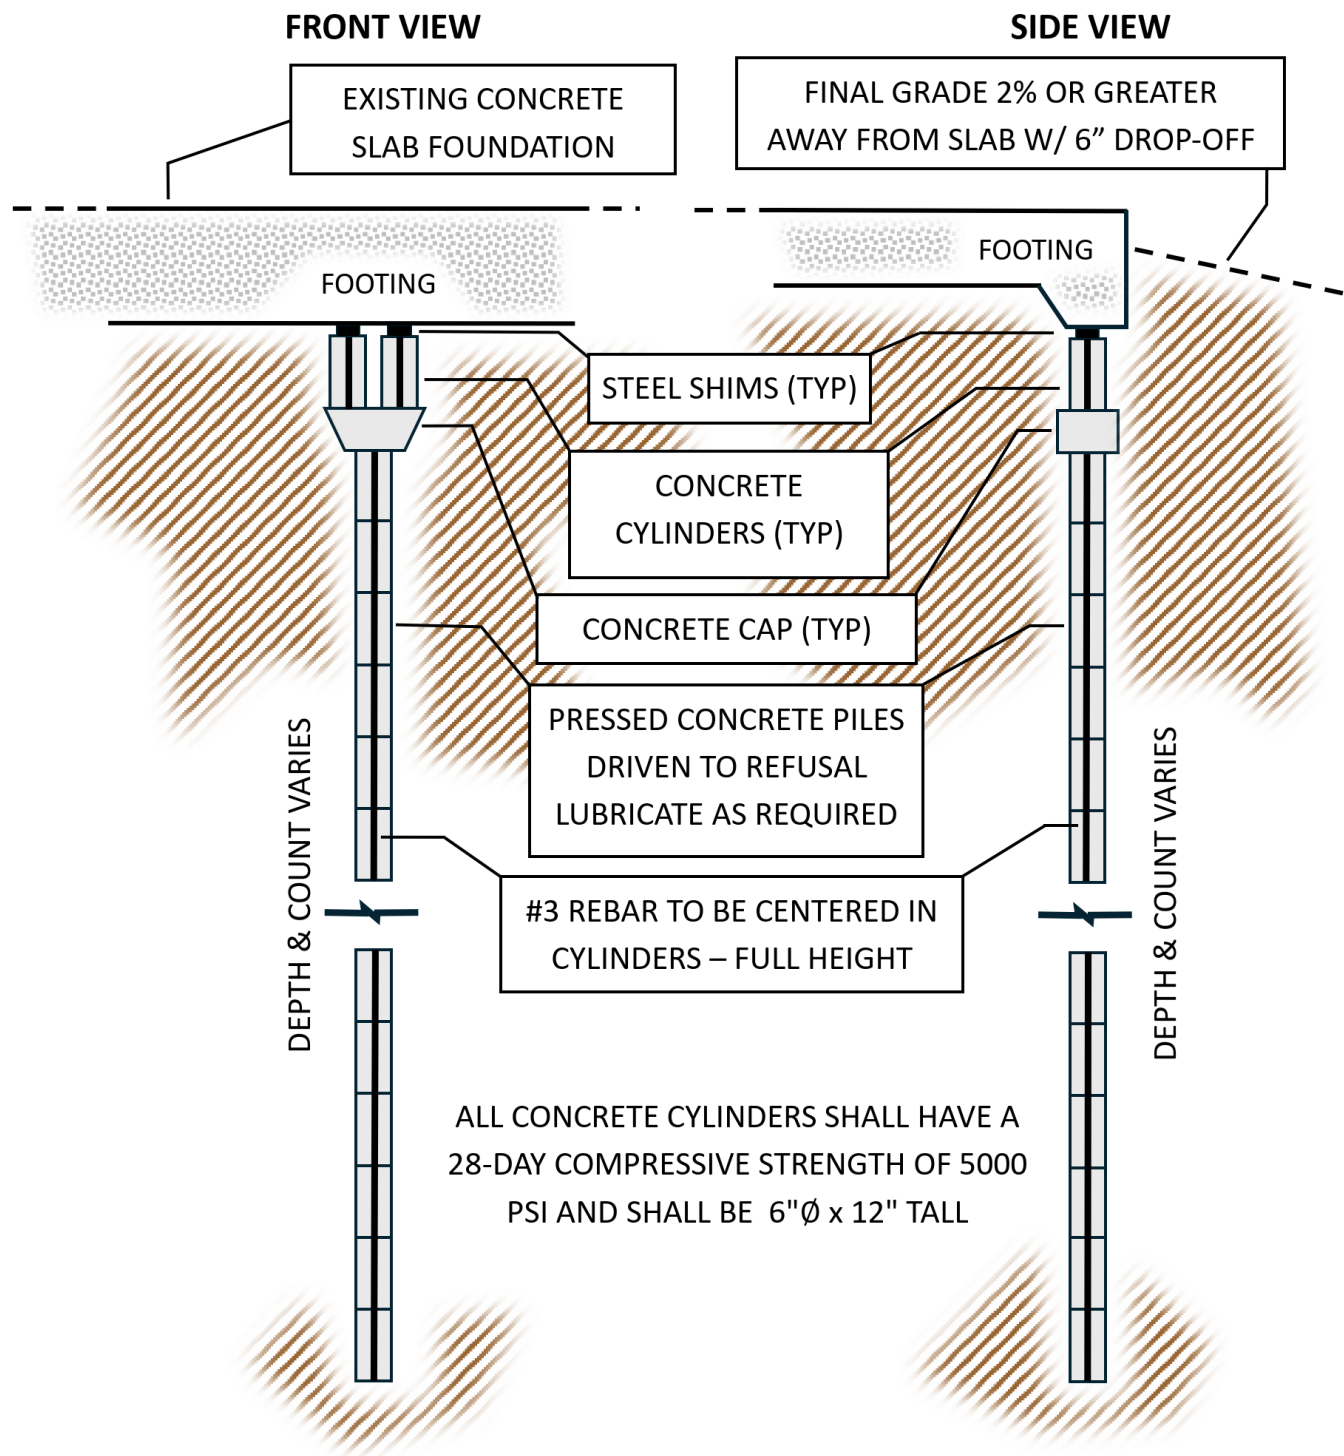 FRONT VIEW
SIDE VIEW
EXISTING CONCRETE
SLAB FOUNDATION
FINAL GRADE 2% OR GREATER
AWAY FROM SLAB W/ 6” DROP-OFF
FOOTING
FOOTING
STEEL SHIMS (TYP)
CONCRETE
CYLINDERS (TYP)
CONCRETE CAP (TYP)
PRESSED CONCRETE PILES
DRIVEN TO REFUSAL
LUBRICATE AS REQUIRED
DEPTH & COUNT VARIES
DEPTH & COUNT VARIES
#3 REBAR TO BE CENTERED IN
CYLINDERS – FULL HEIGHT
ALL CONCRETE CYLINDERS SHALL HAVE A
28-DAY COMPRESSIVE STRENGTH OF 5000
PSI AND SHALL BE  6"Ø x 12" TALL